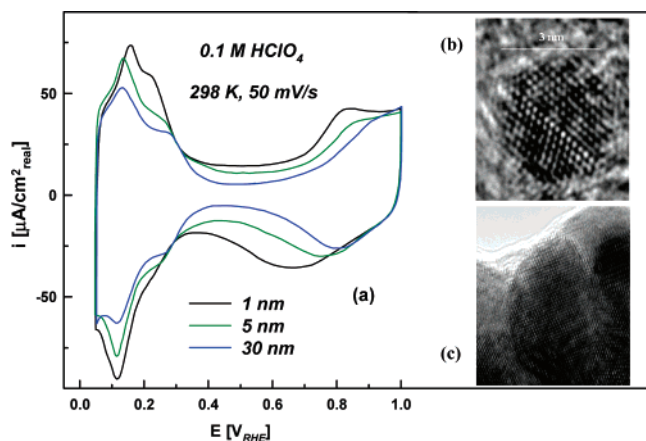 0.1 M HClO4
298 K, 50 mV/s
50
0
-50
i [µA/cm²real]
1 nm
5 nm
30 nm
(a)
0.0 0.2 0.4 0.6 0.8 1.0
E [VRHE]
(b)
3 nm
(c)